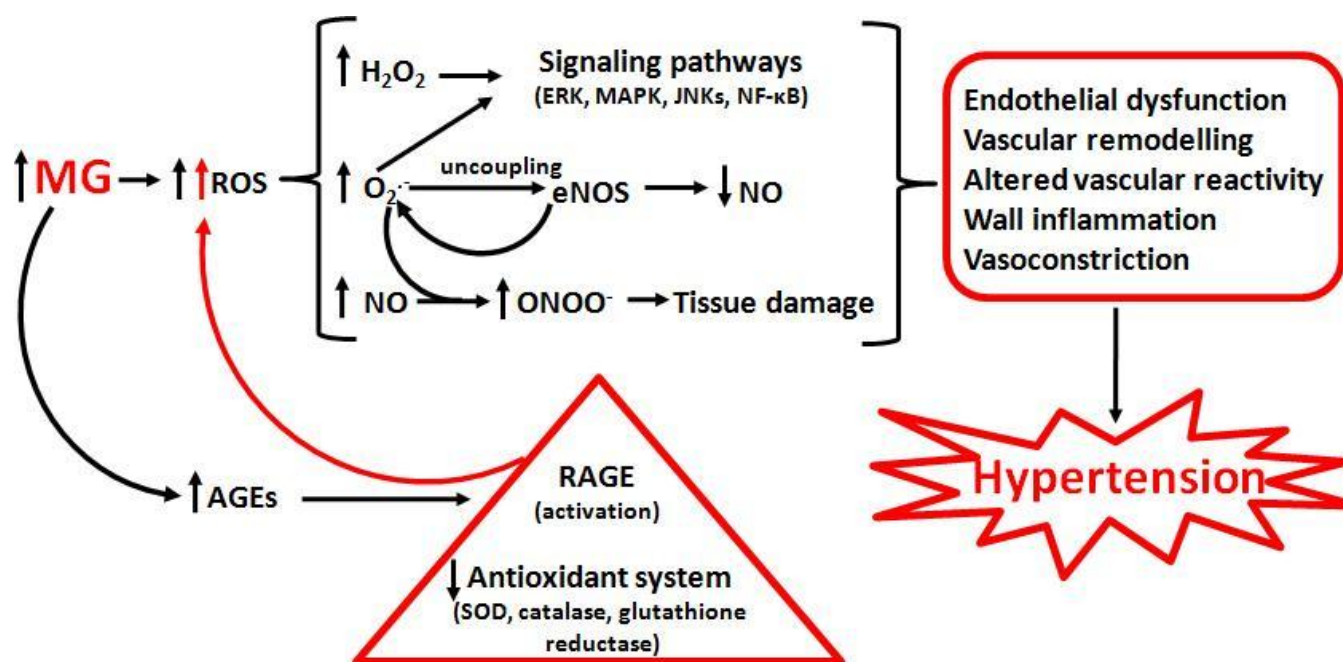 ↑ H₂O₂ → Signaling pathways
(ERK, MAPK, JNKs, NF-κB)
↑ MG → ↑ ↑ ROS
↑ O₂·⁻ uncoupling → eNOS → ↓ NO
↑ NO → ↑ ONOO⁻ → Tissue damage
Endothelial dysfunction
Vascular remodelling
Altered vascular reactivity
Wall inflammation
Vasoconstriction
↑ AGEs →
RAGE
(activation)
↓ Antioxidant system
(SOD, catalase, glutathione
reductase)
Hypertension